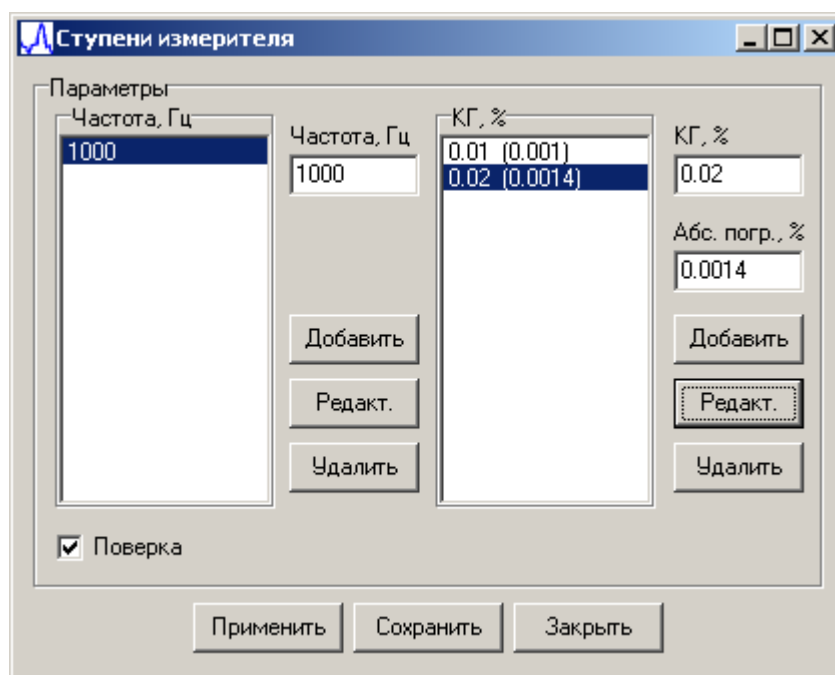 Ступени измерителя
Параметры
Частота, Гц
1000
Частота, Гц
1000
Добавить
Редакт.
Удалить
КГ, %
0.01 (0.001)
0.02 (0.0014)
КГ, %
0.02
Абс. погр., %
0.0014
Добавить
Редакт.
Удалить
Поверка
Применить
Сохранить
Закрыть